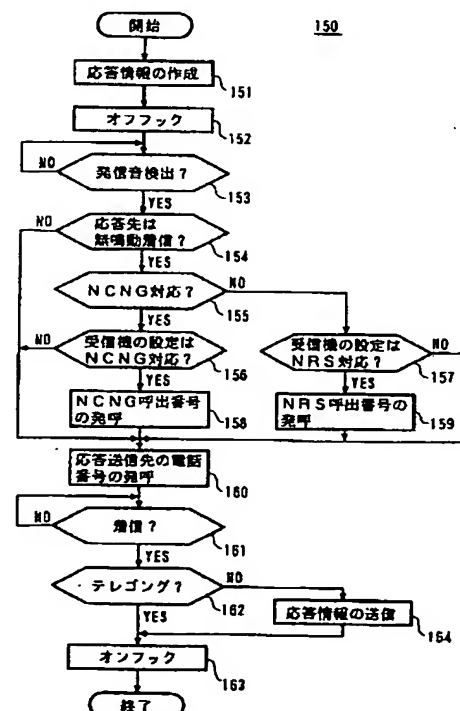 開始
150
応答情報の作成
151
オフフック
152
NO
発信音検出?
153
YES
NO
応答先は
無鳴動着信?
154
YES
NCNG対応?
NO
155
YES
NO
受信機の設定は
NCNG対応?
156
YES
受信機の設定は
NRS対応?
NO
157
YES
NCNG呼出番号
の発呼
158
NRS呼出番号の
発呼
159
応答送信先の電話
番号の発呼
160
NO
着信?
161
YES
テレゴング?
NO
162
YES
応答情報の送信
164
オンフック
163
終了